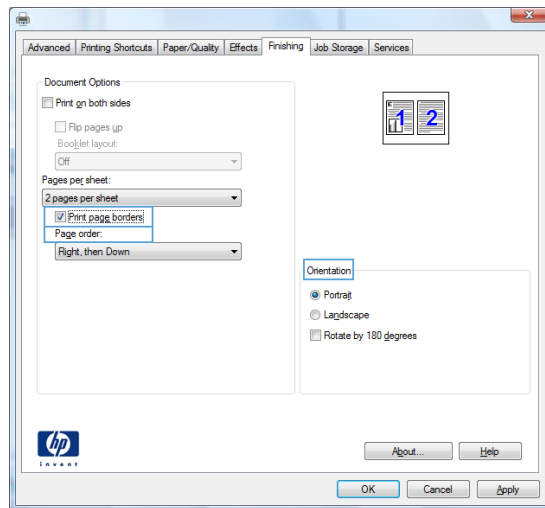 Advanced Printing Shortcuts Paper/Quality Effects Finishing Job Storage Services
Document Options
Print on both sides
Flip pages up
Booklet layout:
Off
Pages per sheet:
2 pages per sheet
Print page borders
Page order:
Right, then Down
1 2
Orientation
Portrait
Landscape
Rotate by 180 degrees
hp
invent
About... Help
OK Cancel Apply